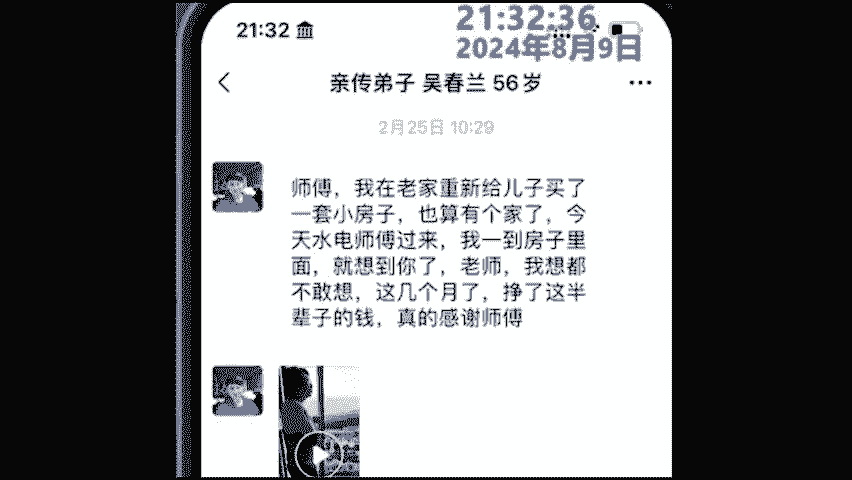 21:32
21:32:36
2024年8月9日
亲传弟子 吴春兰 56岁
2月25日 10:29
师傅，我在老家重新给儿子买了
一套小房子，也算有个家了，今
天水电师傅过来，我一到房子里
面，就想到你了，老师，我想都
不敢想，这几个月了，挣了这半
辈子的钱，真的感谢师傅